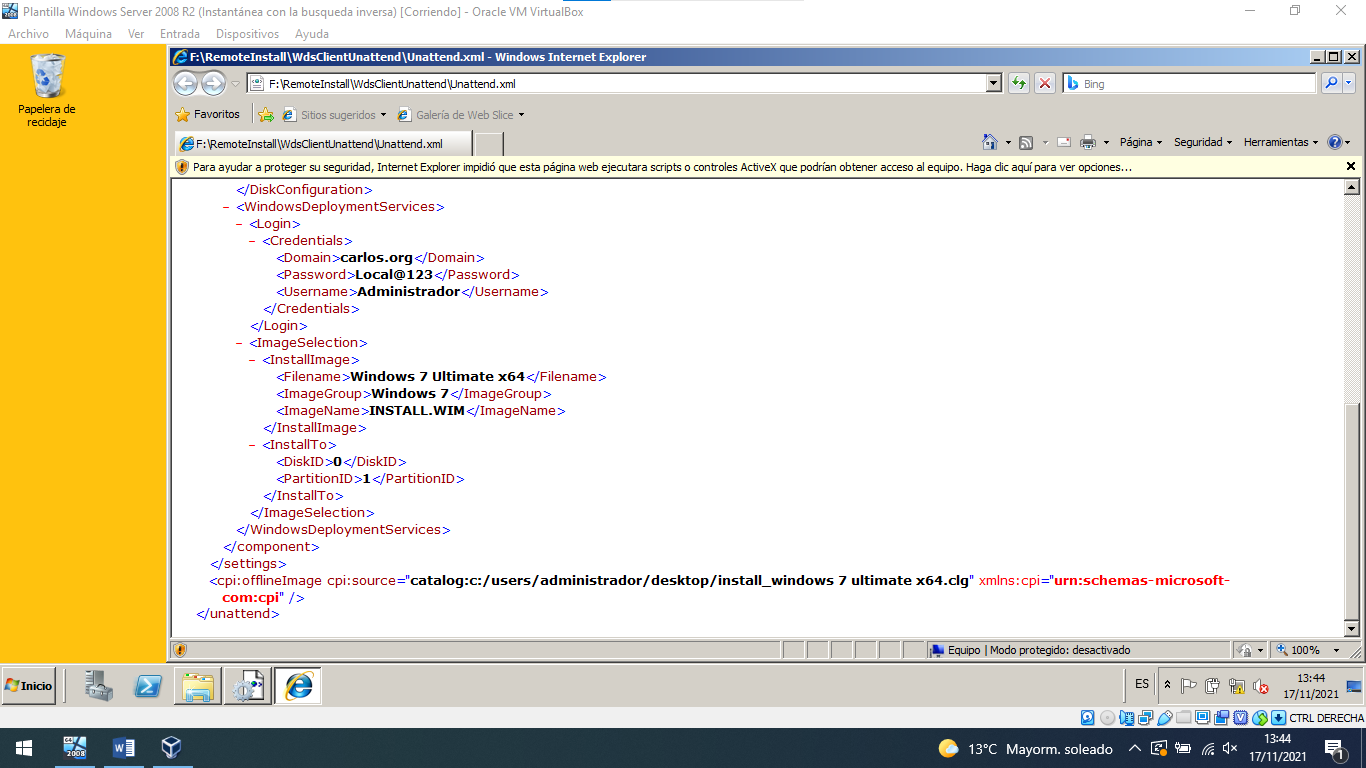 Plantilla Windows Server 2008 R2 (Instantánea con la busqueda inversa) [Corriendo] - Oracle VM VirtualBox
Archivo Máquina Ver Entrada Dispositivos Ayuda
Papelera de reciclaje
F:\RemoteInstall\WdsClientUnattend\Unattend.xml - Windows Internet Explorer
F:\RemoteInstall\WdsClientUnattend\Unattend.xml
Bing
Favoritos Sitios sugeridos Galería de Web Slice
F:\RemoteInstall\WdsClientUnattend\Unattend.xml
Página Seguridad Herramientas
Para ayudar a proteger su seguridad, Internet Explorer impidió que esta página web ejecutara scripts o controles ActiveX que podrían obtener acceso al equipo. Haga clic aquí para ver opciones...
</DiskConfiguration>
- <WindowsDeploymentServices>
- <Login>
- <Credentials>
<Domain>carlos.org</Domain>
<Password>Local@123</Password>
<Username>Administrador</Username>
</Credentials>
</Login>
- <ImageSelection>
- <InstallImage>
<Filename>Windows 7 Ultimate x64</Filename>
<ImageGroup>Windows 7</ImageGroup>
<ImageName>INSTALL.WIM</ImageName>
</InstallImage>
- <InstallTo>
<DiskID>0</DiskID>
<PartitionID>1</PartitionID>
</InstallTo>
</ImageSelection>
</WindowsDeploymentServices>
</component>
</settings>
<cpi:offlineImage cpi:source="catalog:c:/users/administrador/desktop/install_windows 7 ultimate x64.clg" xmlns:cpi="urn:schemas-microsoft-
com:cpi" />
</unattend>
Equipo | Modo protegido: desactivado
100%
Inicio
ES
13:44
17/11/2021
CTRL DERECHA
2008
13°C Mayorm. soleado
13:44
17/11/2021
1